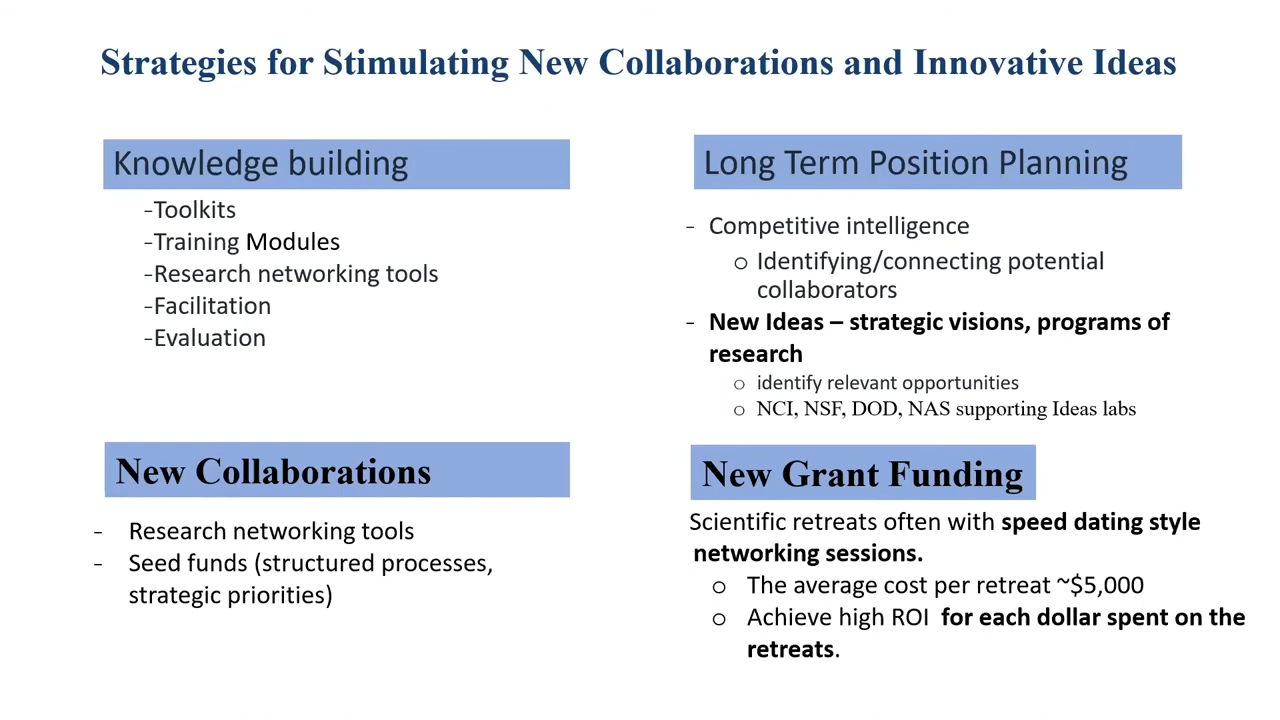 Strategies for Stimulating New Collaborations and Innovative Ideas
Knowledge building
-Toolkits
-Training Modules
-Research networking tools
-Facilitation
-Evaluation
Long Term Position Planning
- Competitive intelligence
o Identifying/connecting potential
collaborators
- New Ideas – strategic visions, programs of
research
o identify relevant opportunities
o NCI, NSF, DOD, NAS supporting Ideas labs
New Collaborations
- Research networking tools
- Seed funds (structured processes,
strategic priorities)
New Grant Funding
Scientific retreats often with speed dating style
networking sessions.
o The average cost per retreat ~$5,000
o Achieve high ROI for each dollar spent on the
retreats.